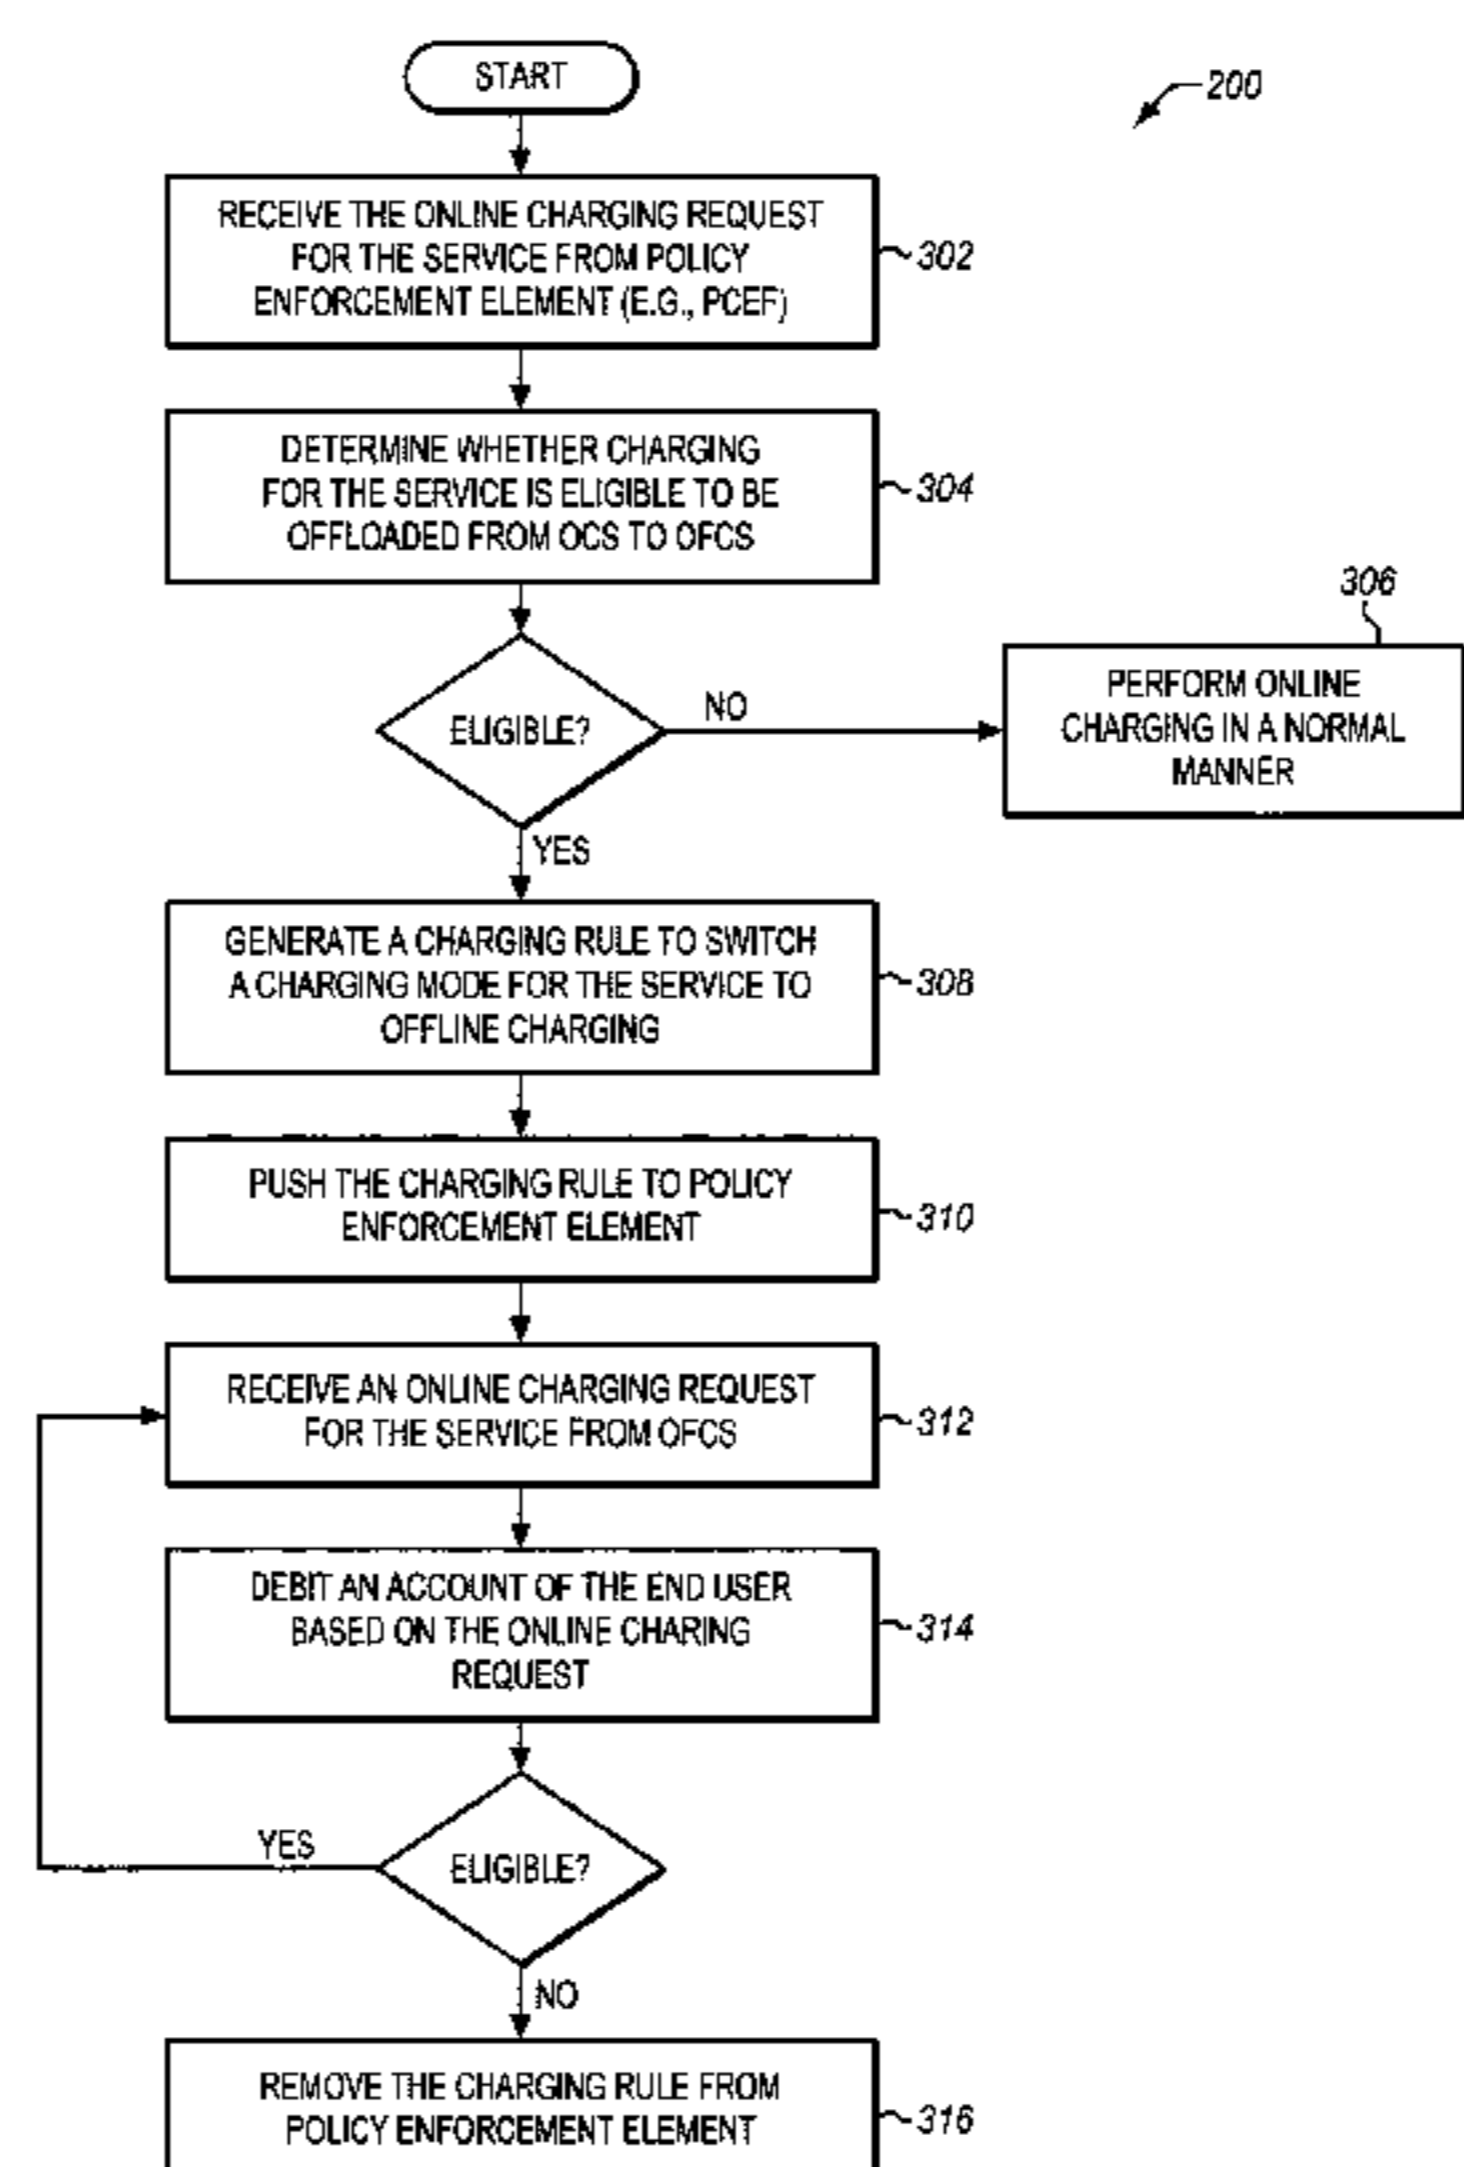 START
200
RECEIVE THE ONLINE CHARGING REQUEST
FOR THE SERVICE FROM POLICY
ENFORCEMENT ELEMENT (E.G., PCEF)
302
DETERMINE WHETHER CHARGING
FOR THE SERVICE IS ELIGIBLE TO BE
OFFLOADED FROM OCS TO OFCS
304
306
ELIGIBLE?
NO
PERFORM ONLINE
CHARGING IN A NORMAL
MANNER
YES
GENERATE A CHARGING RULE TO SWITCH
A CHARGING MODE FOR THE SERVICE TO
OFFLINE CHARGING
308
PUSH THE CHARGING RULE TO POLICY
ENFORCEMENT ELEMENT
310
RECEIVE AN ONLINE CHARGING REQUEST
FOR THE SERVICE FROM OFCS
312
DEBIT AN ACCOUNT OF THE END USER
BASED ON THE ONLINE CHARING
REQUEST
314
YES
ELIGIBLE?
NO
REMOVE THE CHARGING RULE FROM
POLICY ENFORCEMENT ELEMENT
316